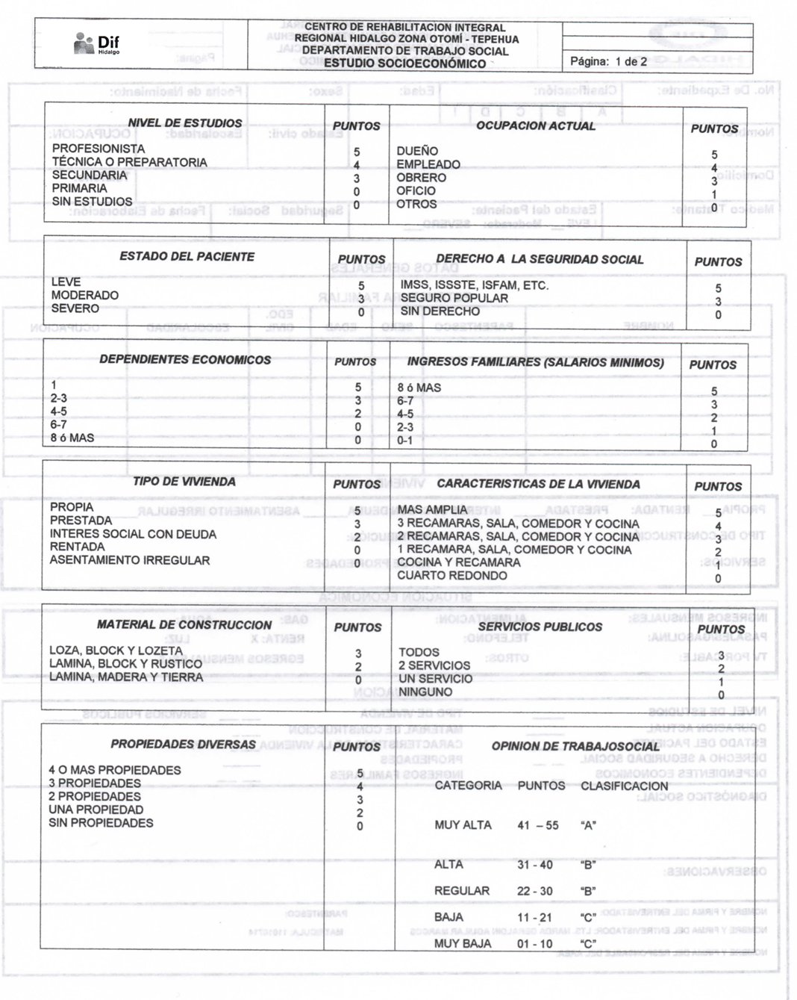 Dif
Hidalgo
CENTRO DE REHABILITACION INTEGRAL
REGIONAL HIDALGO ZONA OTOMÍ - TEPEHUA
DEPARTAMENTO DE TRABAJO SOCIAL
ESTUDIO SOCIOECONÓMICO
Página: 1 de 2
NIVEL DE ESTUDIOS PUNTOS OCUPACION ACTUAL PUNTOS
PROFESIONISTA 5 DUEÑO 5
TÉCNICA O PREPARATORIA 4 EMPLEADO 4
SECUNDARIA 3 OBRERO 3
PRIMARIA 0 OFICIO 1
SIN ESTUDIOS 0 OTROS 0
ESTADO DEL PACIENTE PUNTOS DERECHO A LA SEGURIDAD SOCIAL PUNTOS
LEVE 5 IMSS, ISSSTE, ISFAM, ETC. 5
MODERADO 3 SEGURO POPULAR 3
SEVERO 0 SIN DERECHO 0
DEPENDIENTES ECONOMICOS PUNTOS INGRESOS FAMILIARES (SALARIOS MINIMOS) PUNTOS
1 5 8 ó MAS 5
2-3 3 6-7 3
4-5 2 4-5 2
6-7 0 2-3 1
8 ó MAS 0 0-1 0
TIPO DE VIVIENDA PUNTOS CARACTERISTICAS DE LA VIVIENDA PUNTOS
PROPIA 5 MAS AMPLIA 5
PRESTADA 3 3 RECAMARAS, SALA, COMEDOR Y COCINA 4
INTERES SOCIAL CON DEUDA 2 2 RECAMARAS, SALA, COMEDOR Y COCINA 3
RENTADA 0 1 RECAMARA, SALA, COMEDOR Y COCINA 2
ASENTAMIENTO IRREGULAR 0 COCINA Y RECAMARA 1
CUARTO REDONDO 0
MATERIAL DE CONSTRUCCION PUNTOS SERVICIOS PUBLICOS PUNTOS
LOZA, BLOCK Y LOZETA 3 TODOS 3
LAMINA, BLOCK Y RUSTICO 2 2 SERVICIOS 2
LAMINA, MADERA Y TIERRA 0 UN SERVICIO 1
NINGUNO 0
PROPIEDADES DIVERSAS PUNTOS OPINION DE TRABAJOSOCIAL
4 O MAS PROPIEDADES 5
3 PROPIEDADES 4
2 PROPIEDADES 3
UNA PROPIEDAD 2
SIN PROPIEDADES 0
CATEGORIA PUNTOS CLASIFICACION
MUY ALTA 41 – 55 "A"
ALTA 31 - 40 "B"
REGULAR 22 - 30 "B"
BAJA 11 - 21 "C"
MUY BAJA 01 - 10 "C"